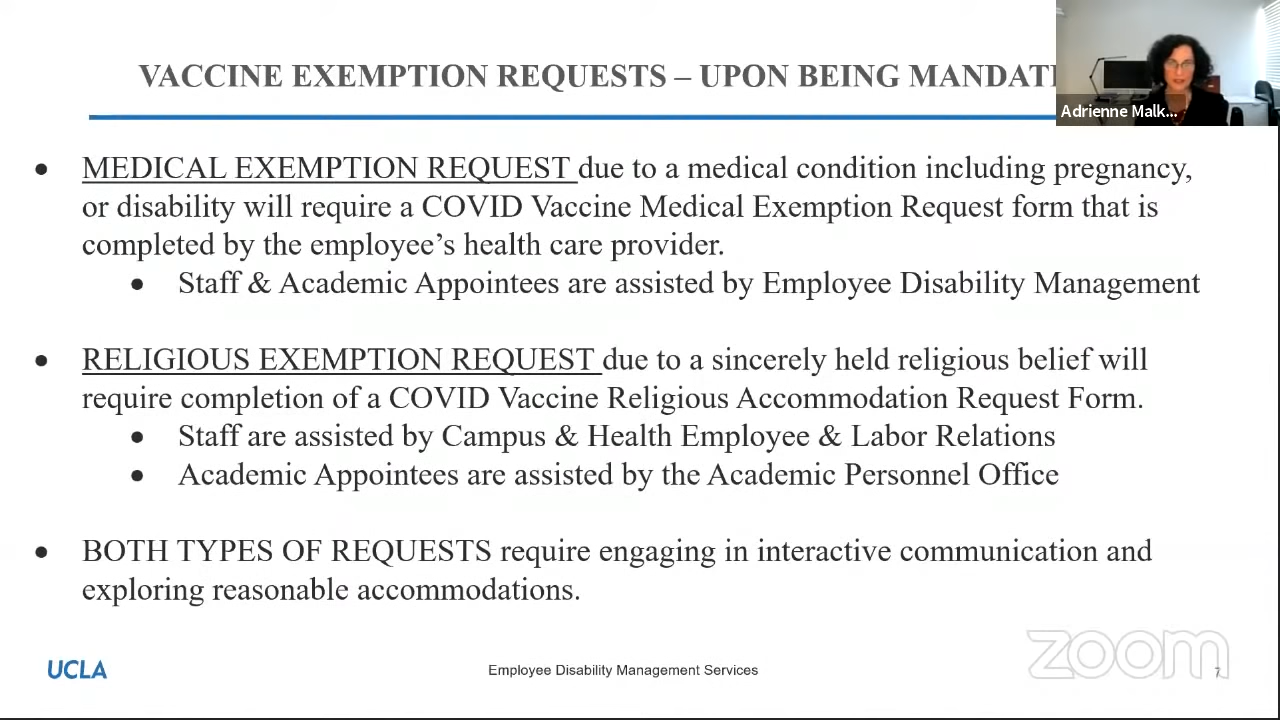 VACCINE EXEMPTION REQUESTS – UPON BEING
Adrienne Malk...
• MEDICAL EXEMPTION REQUEST due to a medical condition including pregnancy,
or disability will require a COVID Vaccine Medical Exemption Request form that is
completed by the employee’s health care provider.
• Staff & Academic Appointees are assisted by Employee Disability Management
• RELIGIOUS EXEMPTION REQUEST due to a sincerely held religious belief will
require completion of a COVID Vaccine Religious Accommodation Request Form.
• Staff are assisted by Campus & Health Employee & Labor Relations
• Academic Appointees are assisted by the Academic Personnel Office
• BOTH TYPES OF REQUESTS require engaging in interactive communication and
exploring reasonable accommodations.
UCLA
Employee Disability Management Services
zoom
7